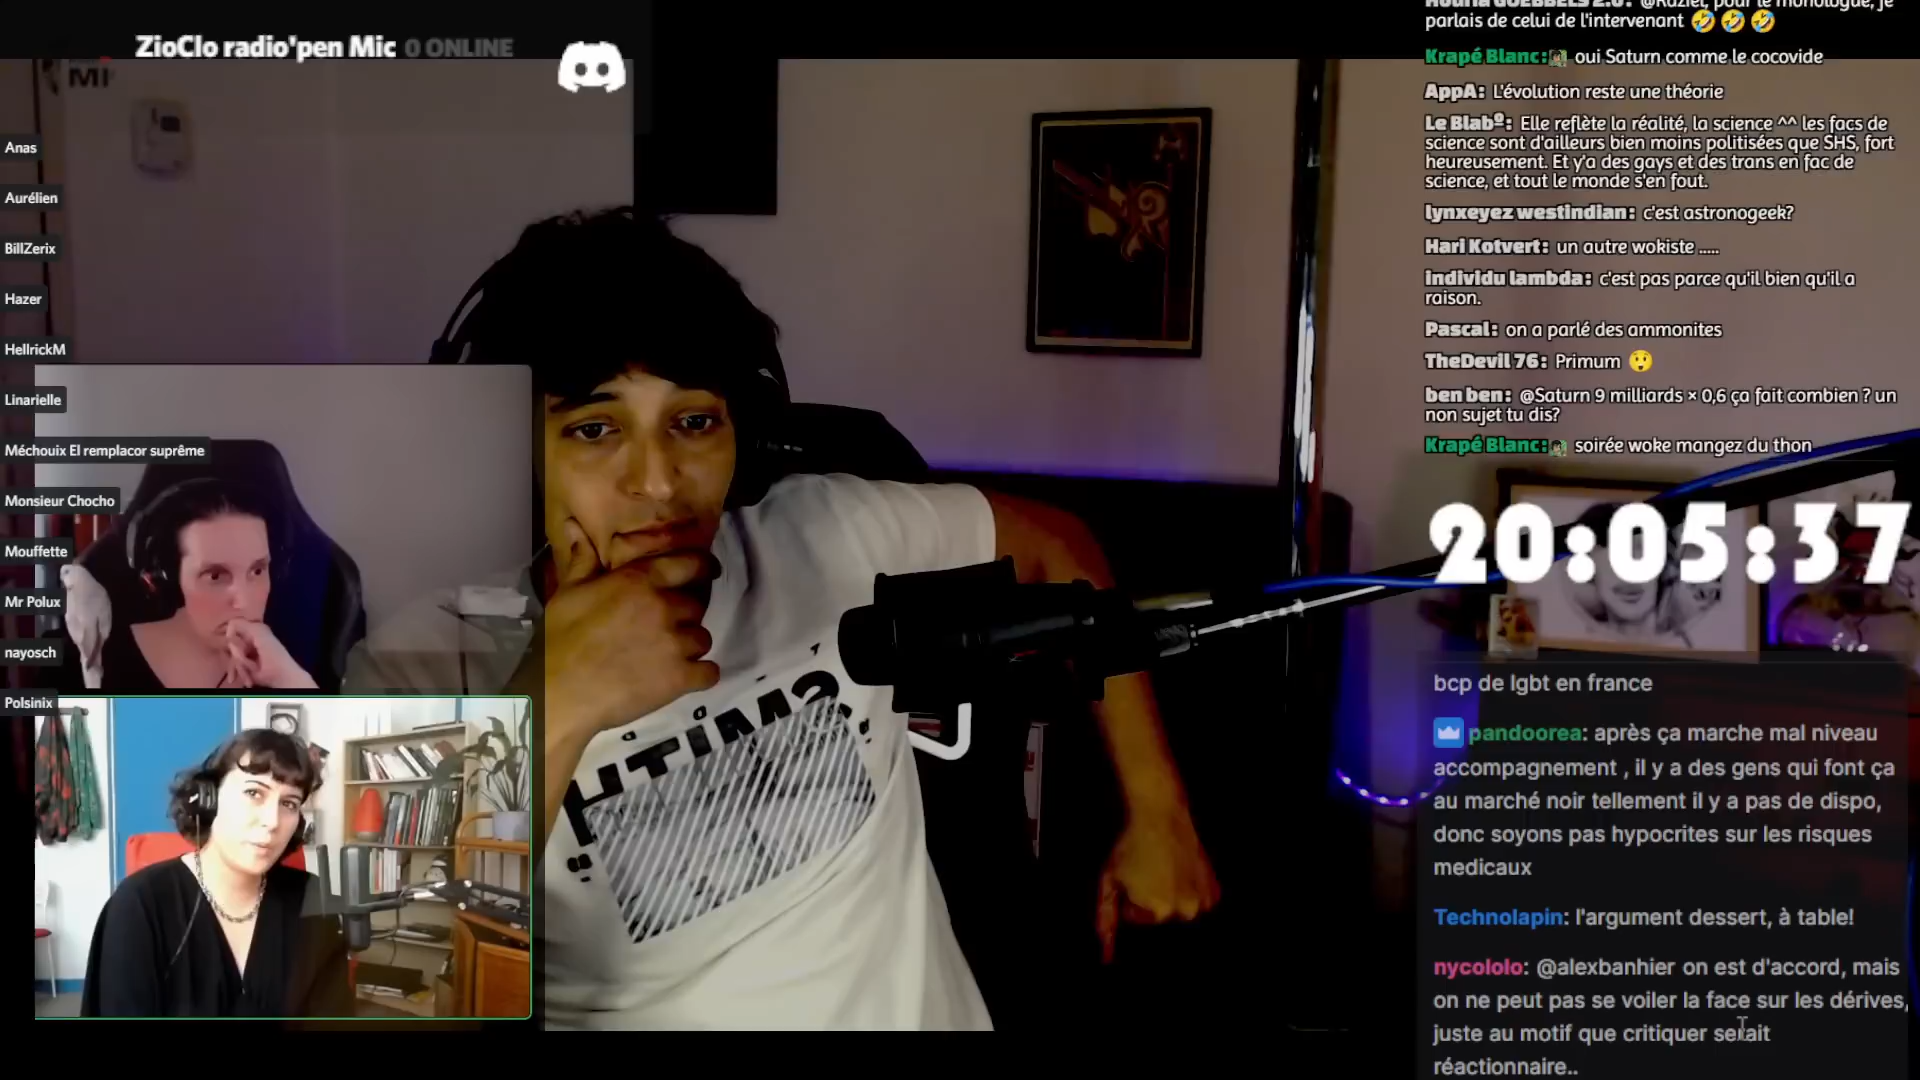 ZioClo radio'pen Mic 0 ONLINE
MI
Anas
Aurélien
BillZerix
Hazer
HellrickM
Linarielle
Méchouix El remplacor suprême
Monsieur Chocho
Mouffette
Mr Polux
nayosch
Polsinix
parlais de celui de l'intervenant 🤣 🤣 🤣
Krapé Blanc: oui Saturn comme le cocovide
AppA: L'évolution reste une théorie
Le Blabº: Elle reflète la réalité, la science ^^ les facs de
science sont d'ailleurs bien moins politisées que SHS, fort
heureusement. Et y'a des gays et des trans en fac de
science, et tout le monde s'en fout.
lynxeyez westindian: c'est astronogeek?
Hari Kotvert: un autre wokiste .....
individu lambda: c'est pas parce qu'il bien qu'il a
raison.
Pascal: on a parlé des ammonites
TheDevil 76: Primum 😲
ben ben: @Saturn 9 milliards × 0,6 ça fait combien ? un
non sujet tu dis?
Krapé Blanc: soirée woke mangez du thon
20:05:37
bcp de lgbt en france
pandoorea: après ça marche mal niveau
accompagnement , il y a des gens qui font ça
au marché noir tellement il y a pas de dispo,
donc soyons pas hypocrites sur les risques
medicaux
Technolapin: l'argument dessert, à table!
nycololo: @alexbanhier on est d'accord, mais
on ne peut pas se voiler la face sur les dérives,
juste au motif que critiquer serait
réactionnaire..